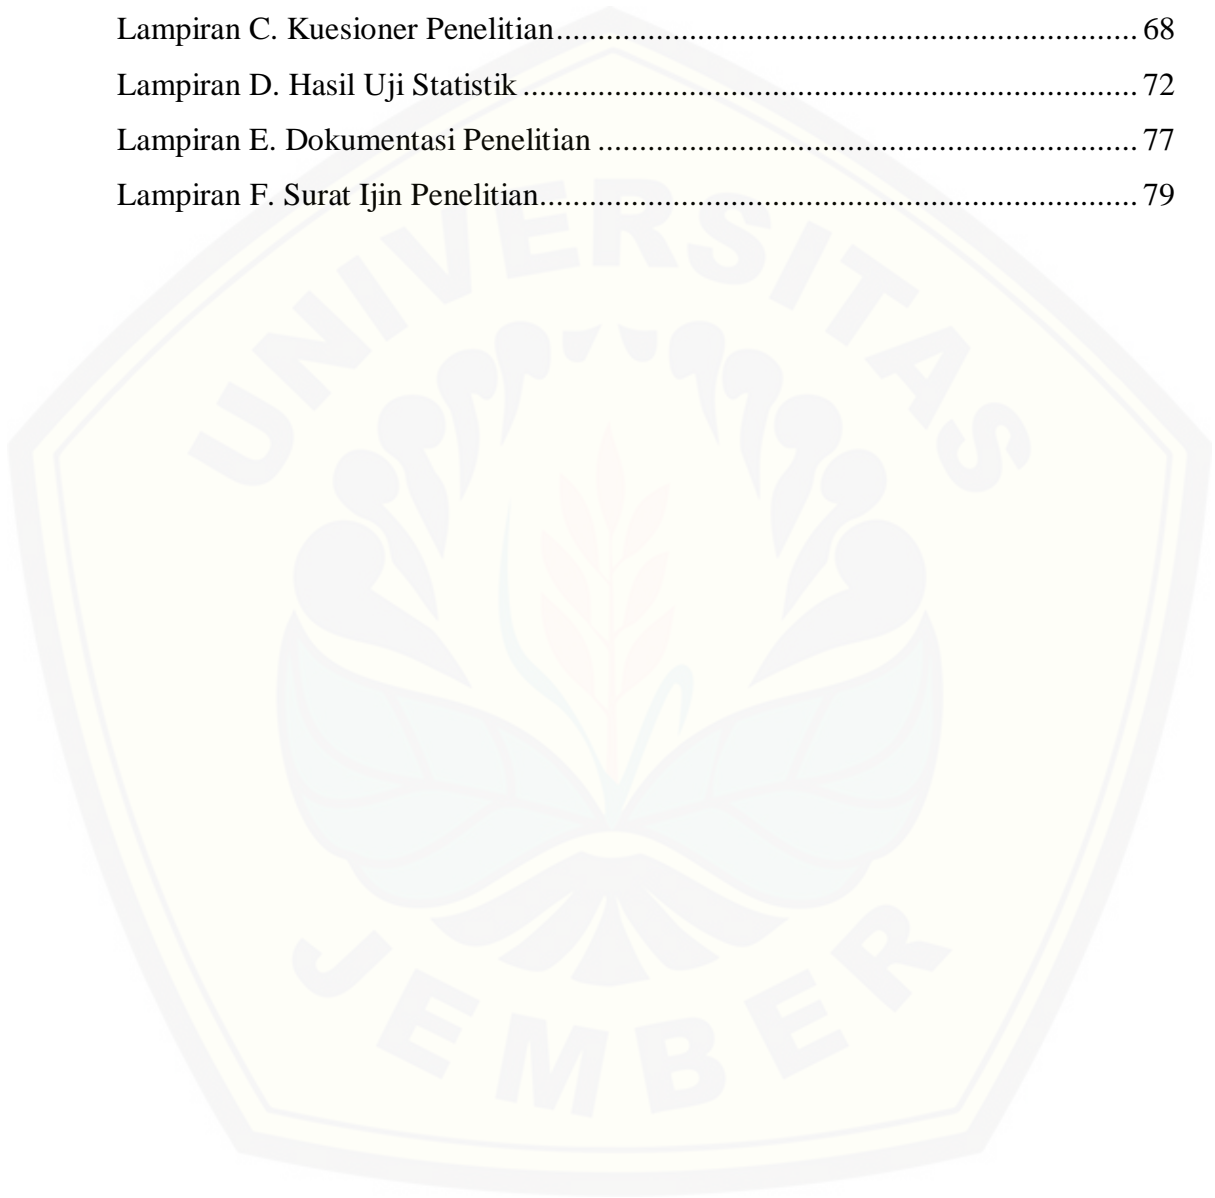 Lampiran C. Kuesioner Penelitian........................................................................ 68
Lampiran D. Hasil Uji Statistik ........................................................................... 72
Lampiran E. Dokumentasi Penelitian .................................................................. 77
Lampiran F. Surat Ijin Penelitian......................................................................... 79
UNIVERSITAS
JEMBER